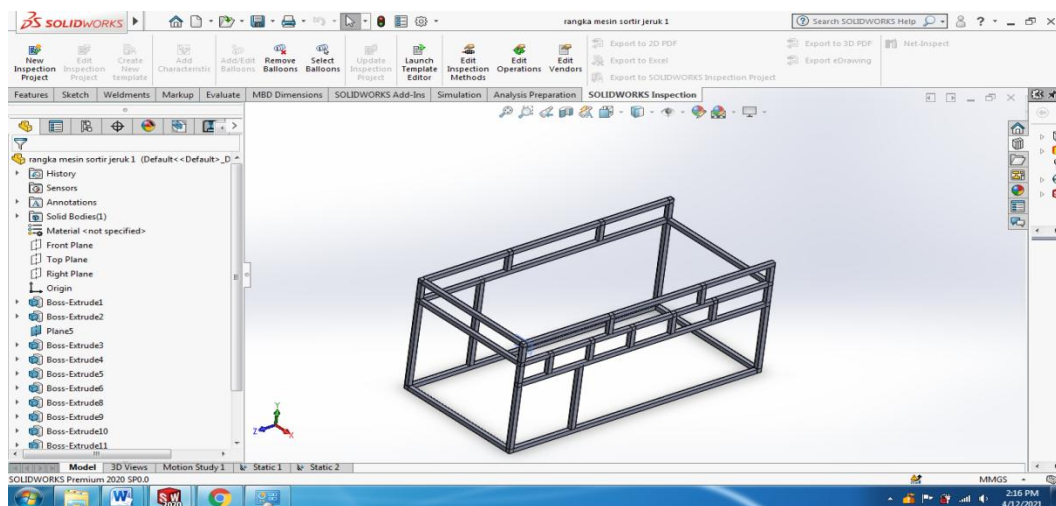 SOLIDWORKS
rangka mesin sortir jeruk 1
Search SOLIDWORKS Help
?
New Inspection Project
Edit Inspection Project
Create New template
Add Characteristic
Add/Edit Balloons
Remove Balloons
Select Balloons
Update Inspection Project
Launch Template Editor
Edit Inspection Methods
Edit Operations
Edit Vendors
Export to 2D PDF
Export to Excel
Export to SOLIDWORKS Inspection Project
Export to 3D PDF
Export eDrawing
Net-Inspect
Features Sketch Weldments Markup Evaluate MBD Dimensions SOLIDWORKS Add-Ins Simulation Analysis Preparation SOLIDWORKS Inspection
rangka mesin sortir jeruk 1 (Default<<Default>_D
History
Sensors
Annotations
Solid Bodies(1)
Material <not specified>
Front Plane
Top Plane
Right Plane
Origin
Boss-Extrude1
Boss-Extrude2
Plane5
Boss-Extrude3
Boss-Extrude4
Boss-Extrude5
Boss-Extrude6
Boss-Extrude8
Boss-Extrude9
Boss-Extrude10
Boss-Extrude11
Y
Z
X
Model 3D Views Motion Study 1 Static 1 Static 2
SOLIDWORKS Premium 2020 SP0.0
MMGS
2:16 PM
4/12/2021